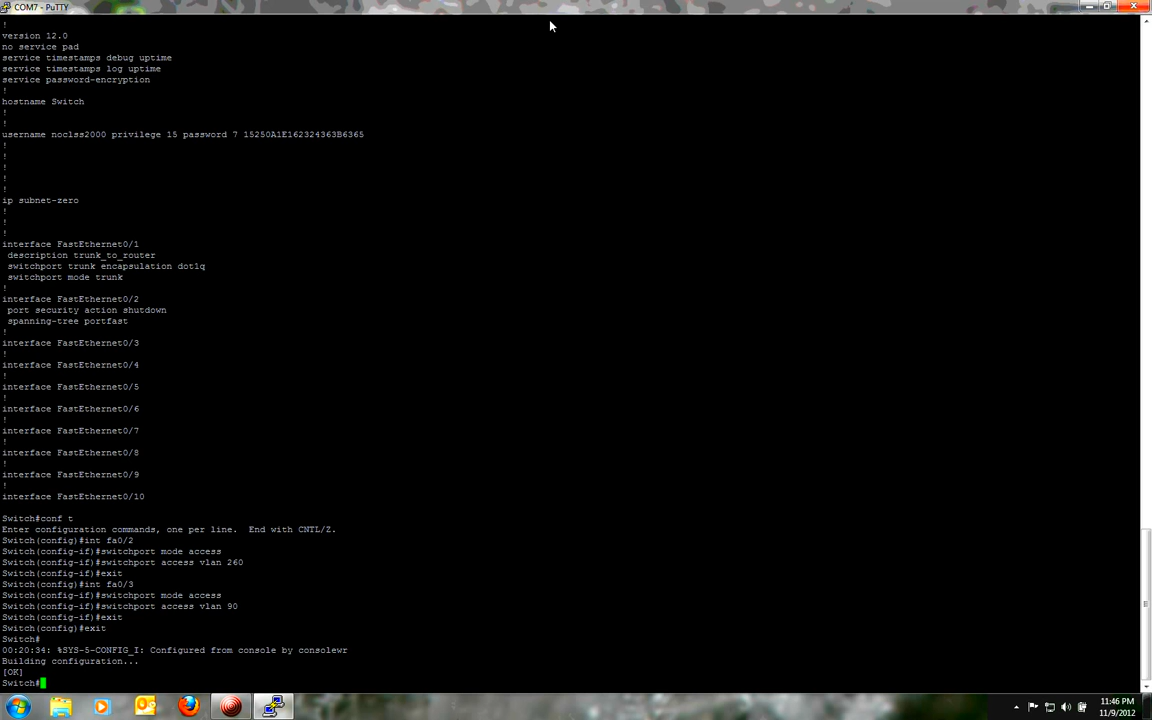 COM7 - PuTTY
!
version 12.0
no service pad
service timestamps debug uptime
service timestamps log uptime
service password-encryption
!
hostname Switch
!
!
username noclss2000 privilege 15 password 7 15250A1E162324363B6365
!
!
!
!
!
ip subnet-zero
!
!
!
interface FastEthernet0/1
 description trunk_to_router
 switchport trunk encapsulation dot1q
 switchport mode trunk
!
interface FastEthernet0/2
 port security action shutdown
 spanning-tree portfast
!
interface FastEthernet0/3
!
interface FastEthernet0/4
!
interface FastEthernet0/5
!
interface FastEthernet0/6
!
interface FastEthernet0/7
!
interface FastEthernet0/8
!
interface FastEthernet0/9
!
interface FastEthernet0/10
Switch#conf t
Enter configuration commands, one per line.  End with CNTL/Z.
Switch(config)#int fa0/2
Switch(config-if)#switchport mode access
Switch(config-if)#switchport access vlan 260
Switch(config-if)#exit
Switch(config)#int fa0/3
Switch(config-if)#switchport mode access
Switch(config-if)#switchport access vlan 90
Switch(config-if)#exit
Switch(config)#exit
Switch#
00:20:34: %SYS-5-CONFIG_I: Configured from console by consolewr
Building configuration...
[OK]
Switch#
11:46 PM
11/9/2012